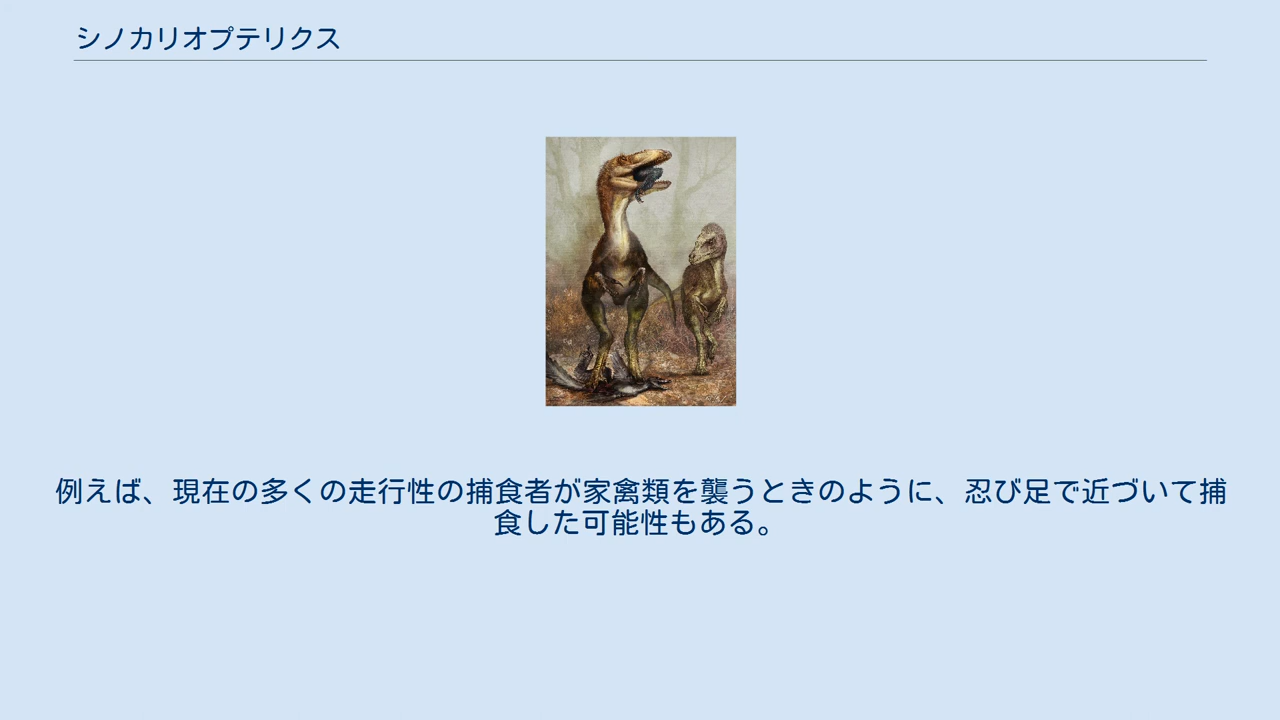 シノカリオプテリクス
例えば、現在の多くの走行性の捕食者が家禽類を襲うときのように、忍び足で近づいて捕
食した可能性もある。